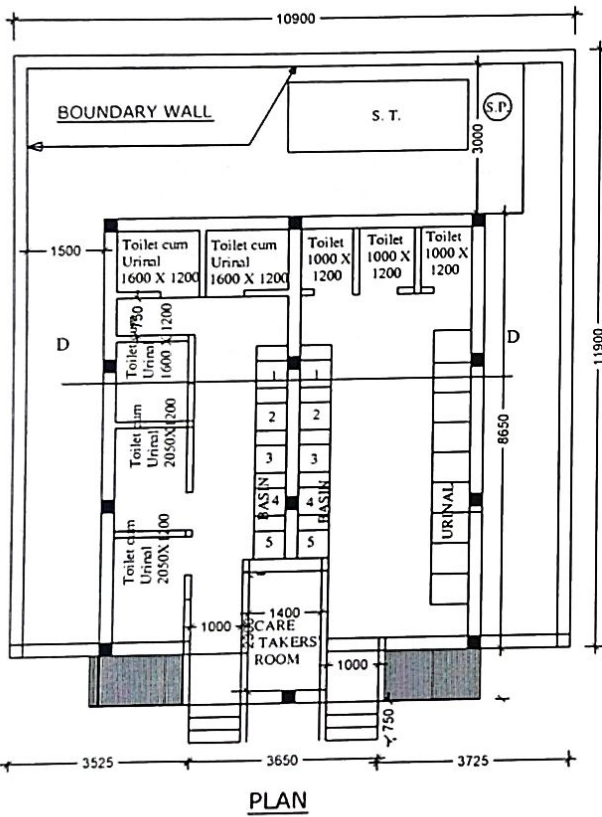 10900
BOUNDARY WALL
S. T.
S.P.
3000
11900
1500
Toilet cum
Urinal
1600 X 1200
Toilet cum
Urinal
1600 X 1200
Toilet
1000 X
1200
Toilet
1000 X
1200
Toilet
1000 X
1200
750
Toilet cum
Urinal
1600 X 1200
D
D
8650
1
2
3
4
5
BASIN
1
2
3
4
5
BASIN
URINAL
Toilet cum
Urinal
2050X1200
Toilet cum
Urinal
2050X1200
1000
1400
CARE
TAKERS'
ROOM
1000
750
3525
3650
3725
PLAN